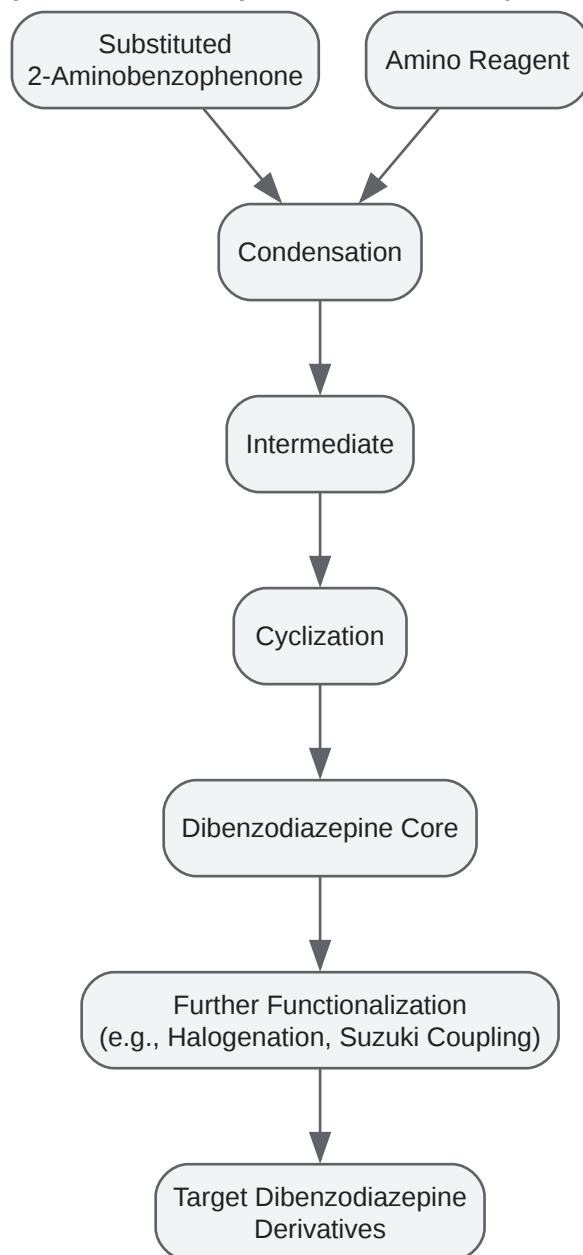 Substituted
2-Aminobenzophenone
Amino Reagent
Condensation
Intermediate
Cyclization
Dibenzodiazepine Core
Further Functionalization
(e.g., Halogenation, Suzuki Coupling)
Target Dibenzodiazepine
Derivatives